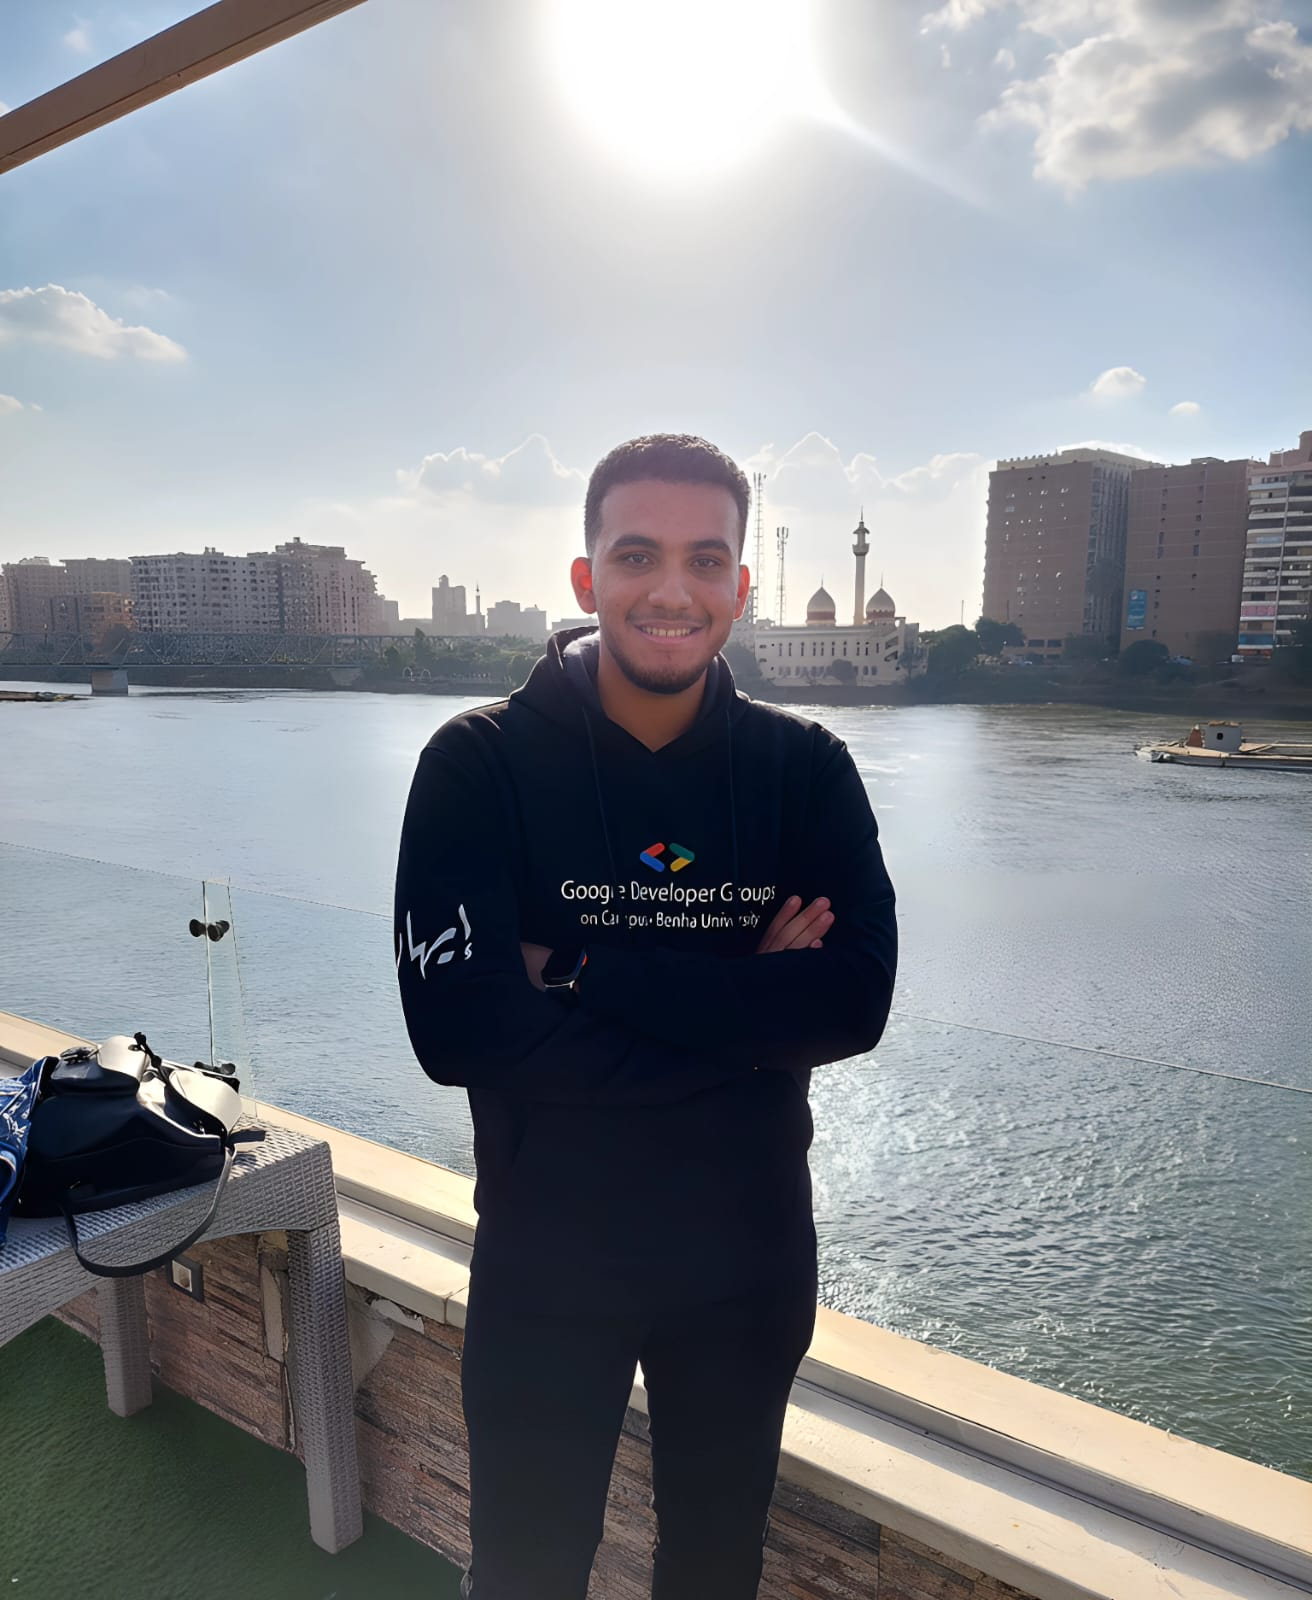 Google Developer Groups
on Campus • Benha University